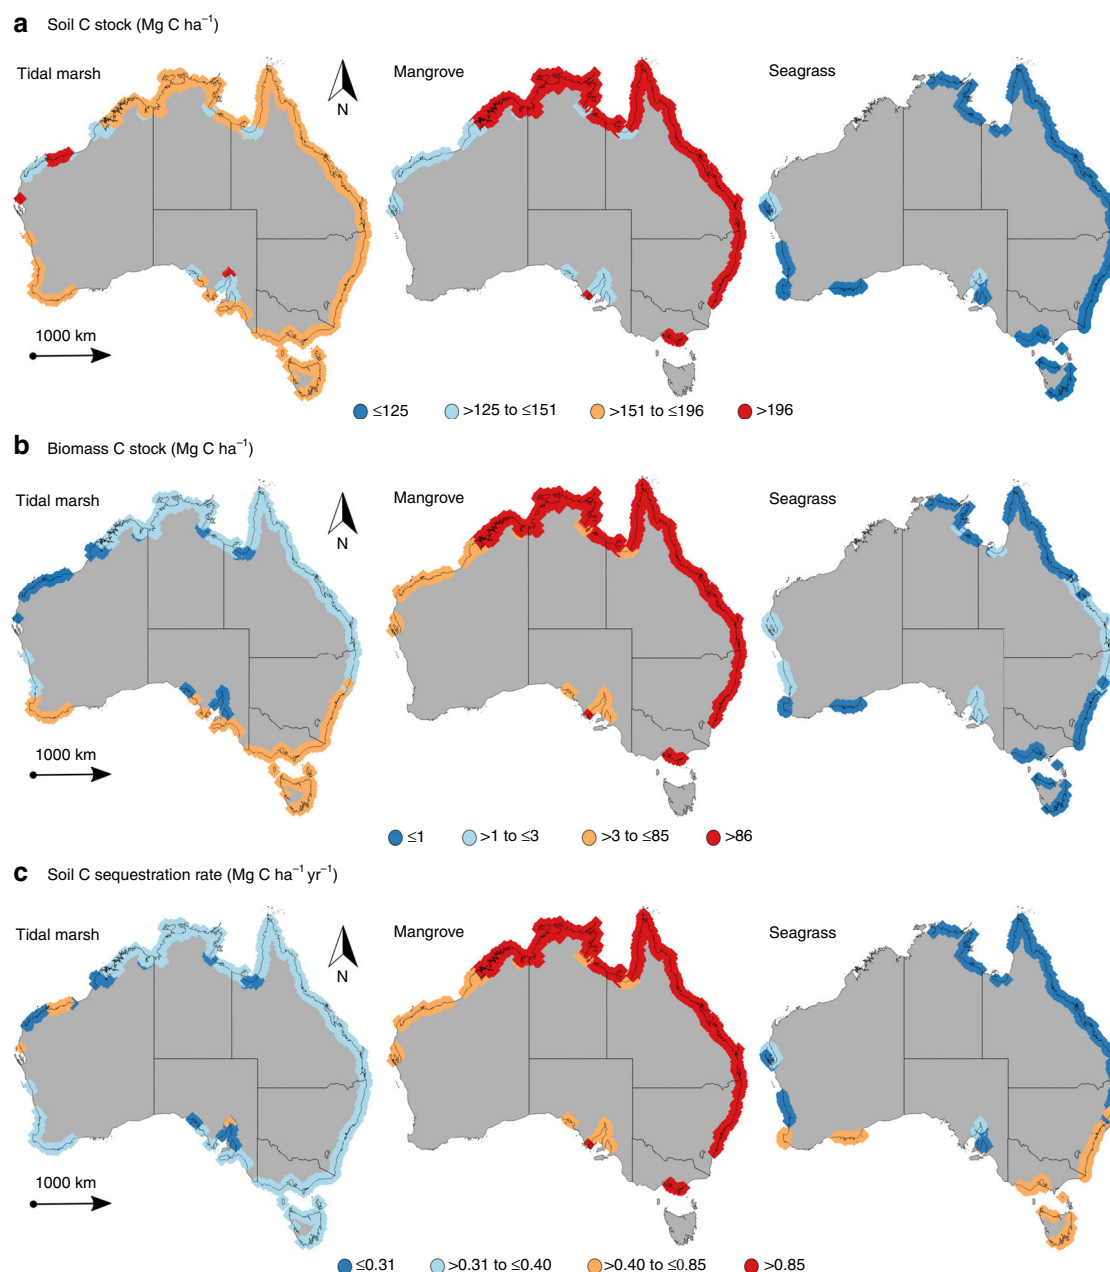 a Soil C stock (Mg C ha⁻¹)
Tidal marsh
Mangrove
Seagrass
N
1000 km
≤125
>125 to ≤151
>151 to ≤196
>196
b Biomass C stock (Mg C ha⁻¹)
Tidal marsh
Mangrove
Seagrass
N
1000 km
≤1
>1 to ≤3
>3 to ≤85
>86
c Soil C sequestration rate (Mg C ha⁻¹ yr⁻¹)
Tidal marsh
Mangrove
Seagrass
N
1000 km
≤0.31
>0.31 to ≤0.40
>0.40 to ≤0.85
>0.85